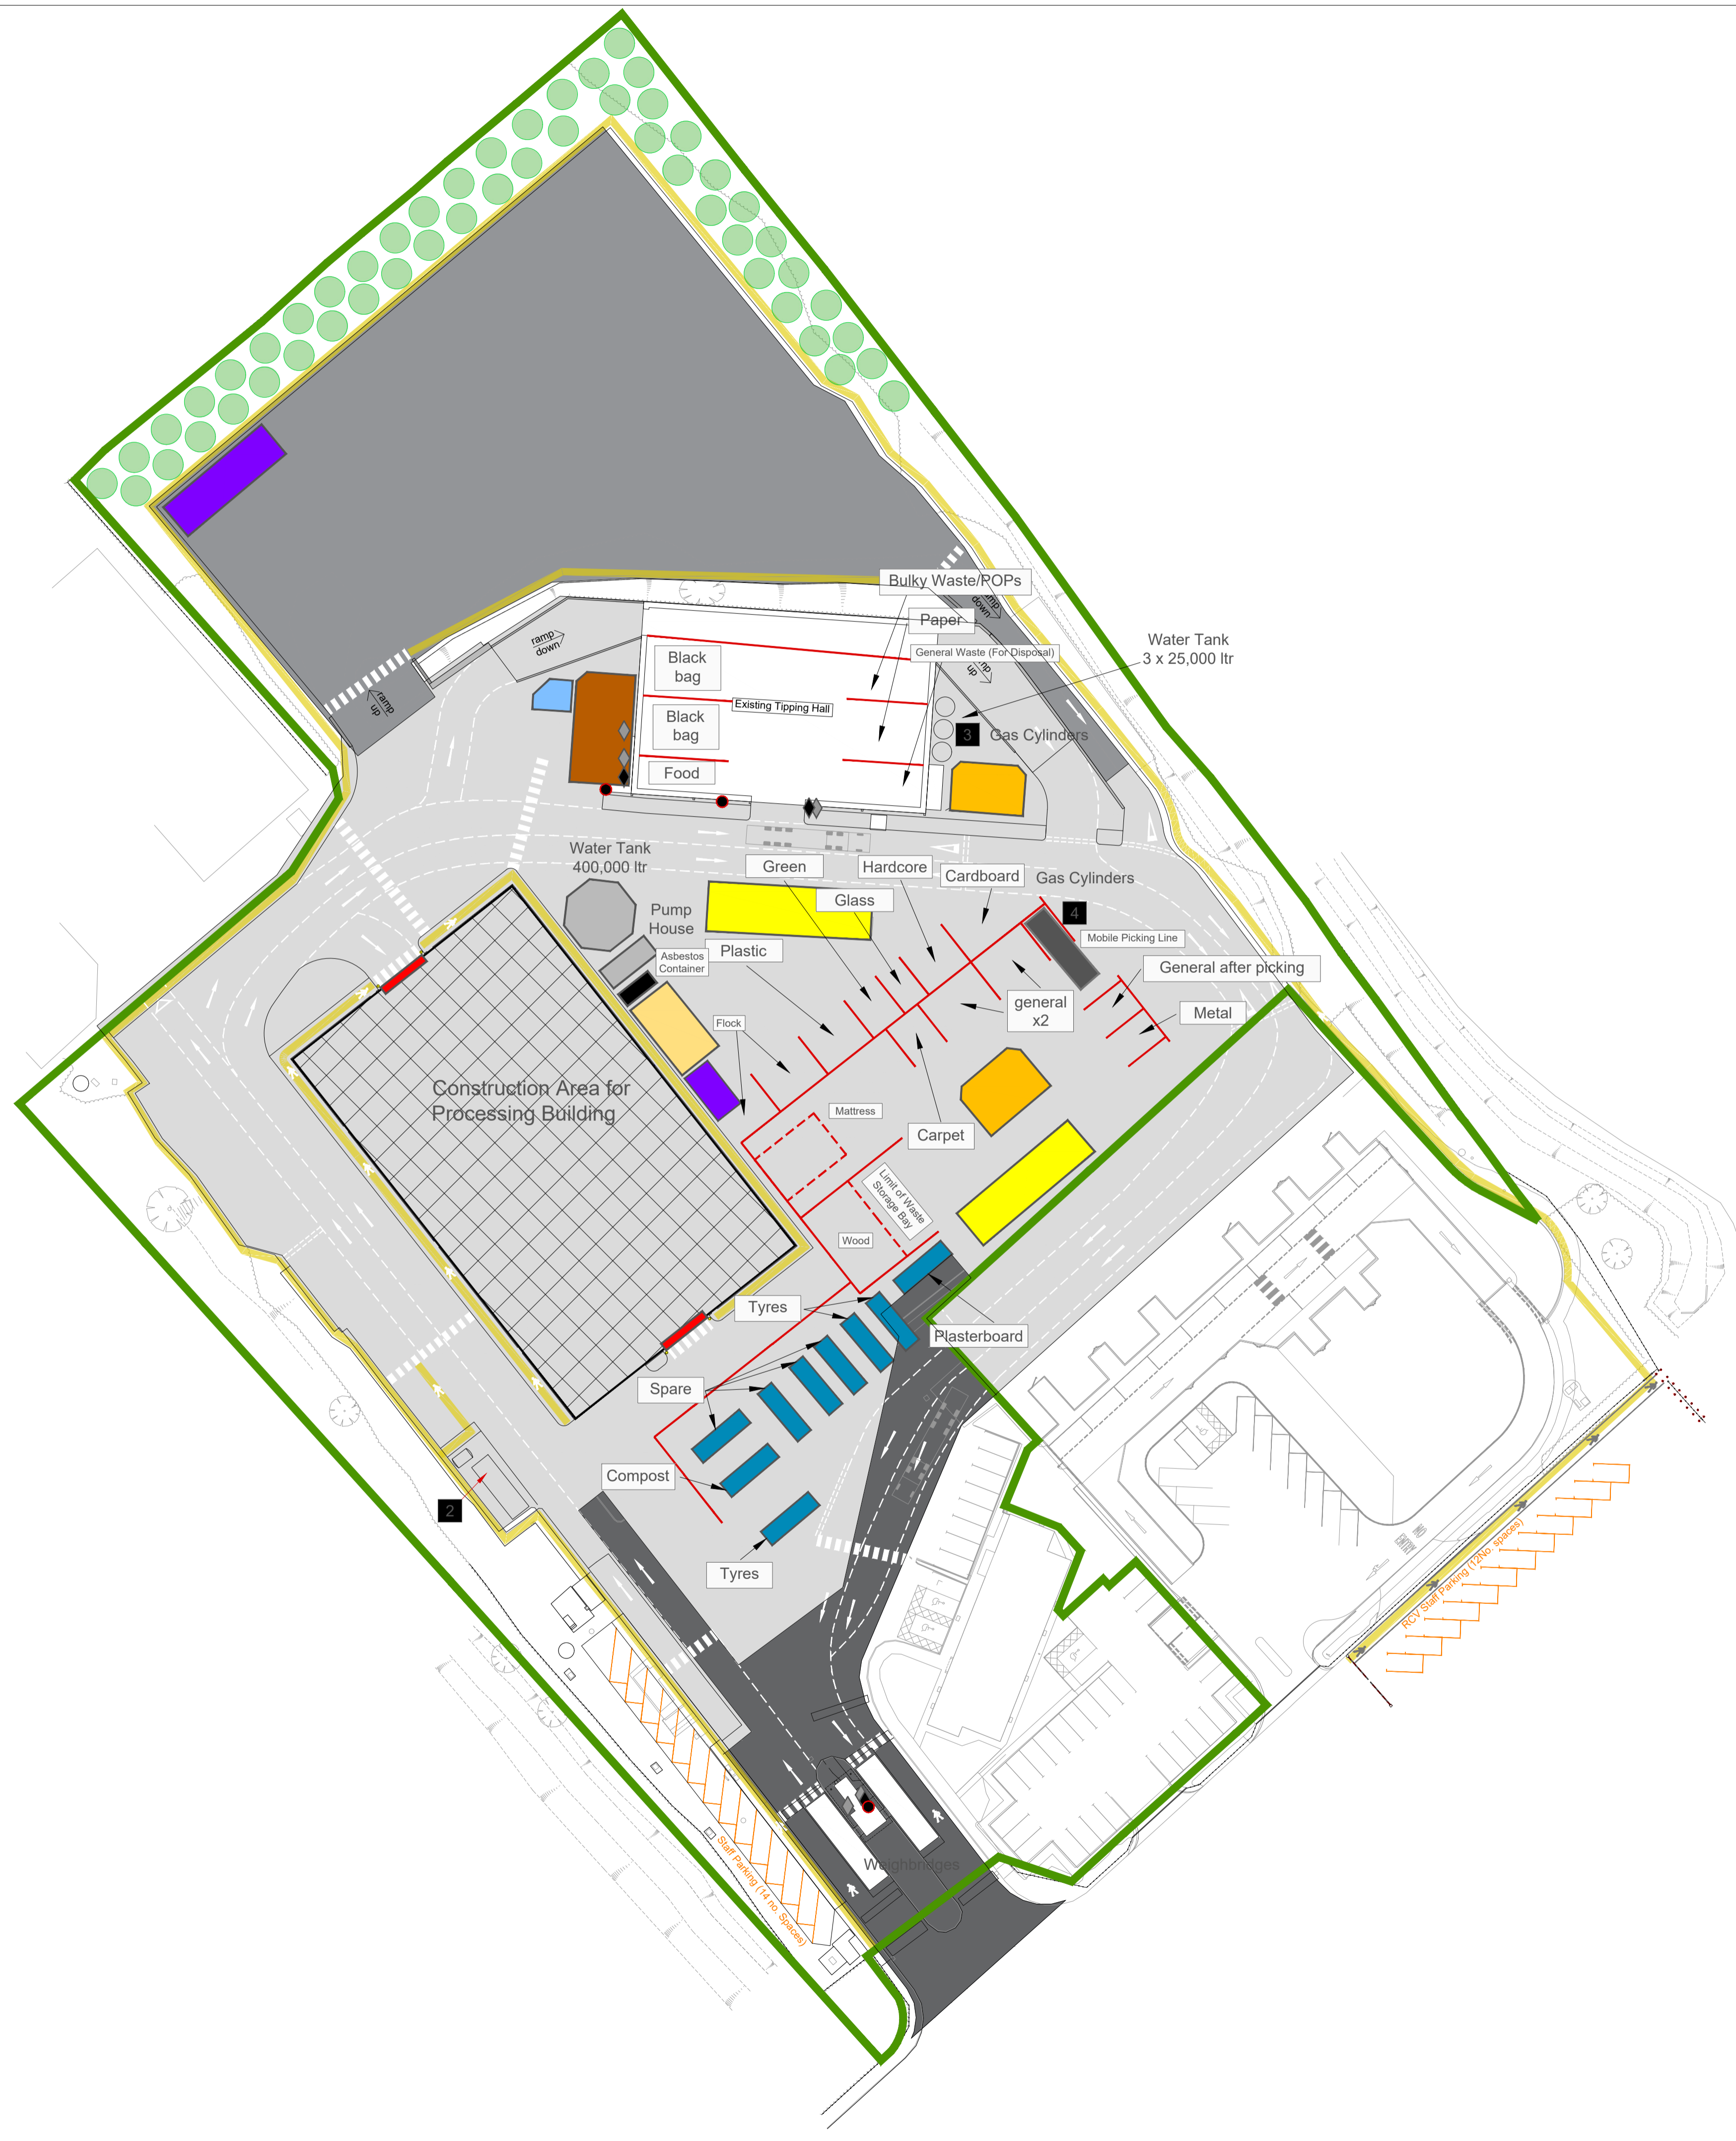 Bulky Waste/POPs
ramp
down
Paper
ramp
down
Water Tank
3 x 25,000 ltr
General Waste (For Disposal)
Black
bag
up
ramp
up
Existing Tipping Hall
Black
bag
3
Gas Cylinders
Food
Water Tank
400,000 ltr
Green
Hardcore
Cardboard
Gas Cylinders
Glass
4
Pump
House
Mobile Picking Line
Plastic
Asbestos
Container
General after picking
general
x2
Metal
Flock
Construction Area for
Processing Building
Mattress
Carpet
Limit of Waste
Storage Bay
Wood
Tyres
Plasterboard
Spare
Compost
2
Tyres
RCV Staff Parking (12No. spaces)
Staff Parking (14 no. Spaces)
Weighbridges